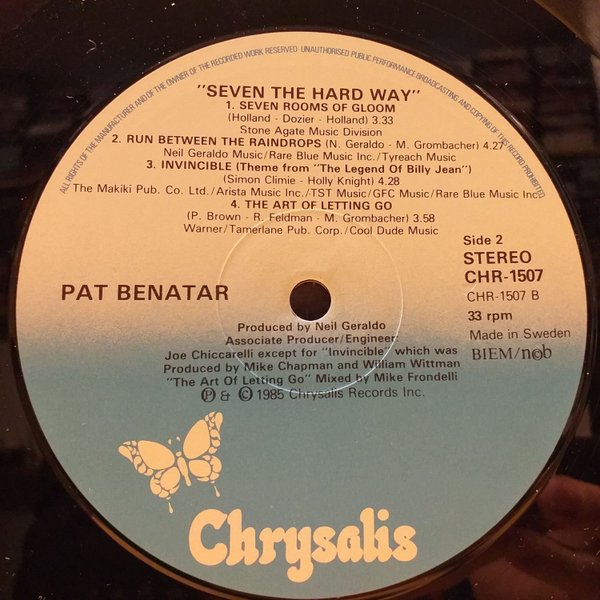 ALL RIGHTS OF THE MANUFACTURER AND OF THE OWNER OF THE RECORDED WORK RESERVED · UNAUTHORISED PUBLIC PERFORMANCE BROADCASTING AND COPYING OF THIS RECORD PROHIBITED
"SEVEN THE HARD WAY"
1. SEVEN ROOMS OF GLOOM
(Holland - Dozier - Holland) 3.33
Stone Agate Music Division
2. RUN BETWEEN THE RAINDROPS (N. Geraldo - M. Grombacher) 4.27
Neil Geraldo Music/Rare Blue Music Inc./Tyreach Music
3. INVINCIBLE (Theme from "The Legend Of Billy Jean")
(Simon Climie - Holly Knight) 4.28
The Makiki Pub. Co. Ltd./Arista Music Inc./TST Music/GFC Music/Rare Blue Music Inc.
4. THE ART OF LETTING GO
(P. Brown - R. Feldman - M. Grombacher) 3.58
Warner/Tamerlane Pub. Corp./Cool Dude Music
Side 2
STEREO
CHR-1507
PAT BENATAR
CHR-1507 B
33 rpm
Made in Sweden
BIEM/ncb
Produced by Neil Geraldo
Associate Producer/Engineer:
Joe Chiccarelli except for "Invincible" which was
Produced by Mike Chapman and William Wittman
"The Art Of Letting Go" Mixed by Mike Frondelli
℗ & © 1985 Chrysalis Records Inc.
Chrysalis